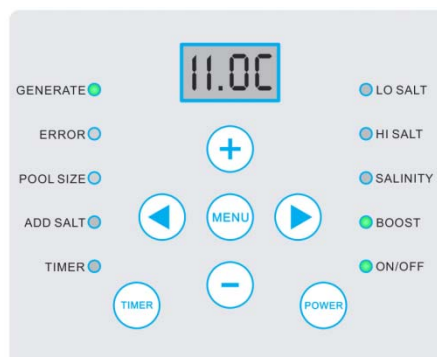 11.0C
GENERATE
LO SALT
ERROR
+
HI SALT
POOL SIZE
SALINITY
ADD SALT
MENU
BOOST
TIMER
−
ON/OFF
TIMER
POWER